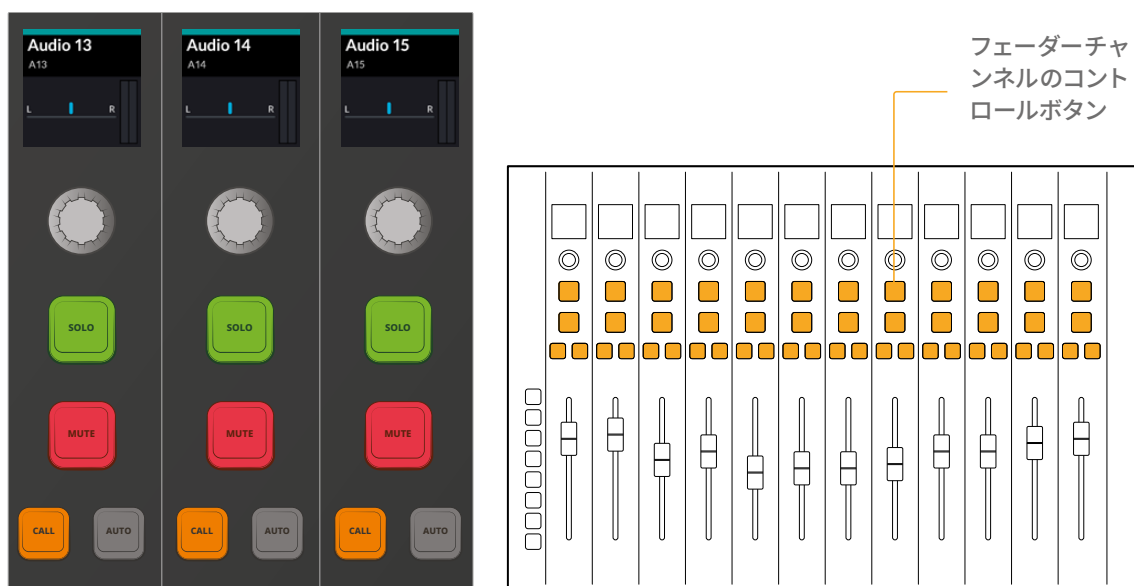 Audio 13
A13
L R
SOLO
MUTE
CALL AUTO
Audio 14
A14
L R
SOLO
MUTE
CALL AUTO
Audio 15
A15
L R
SOLO
MUTE
CALL AUTO
フェーダーチャ
ンネルのコント
ロールボタン